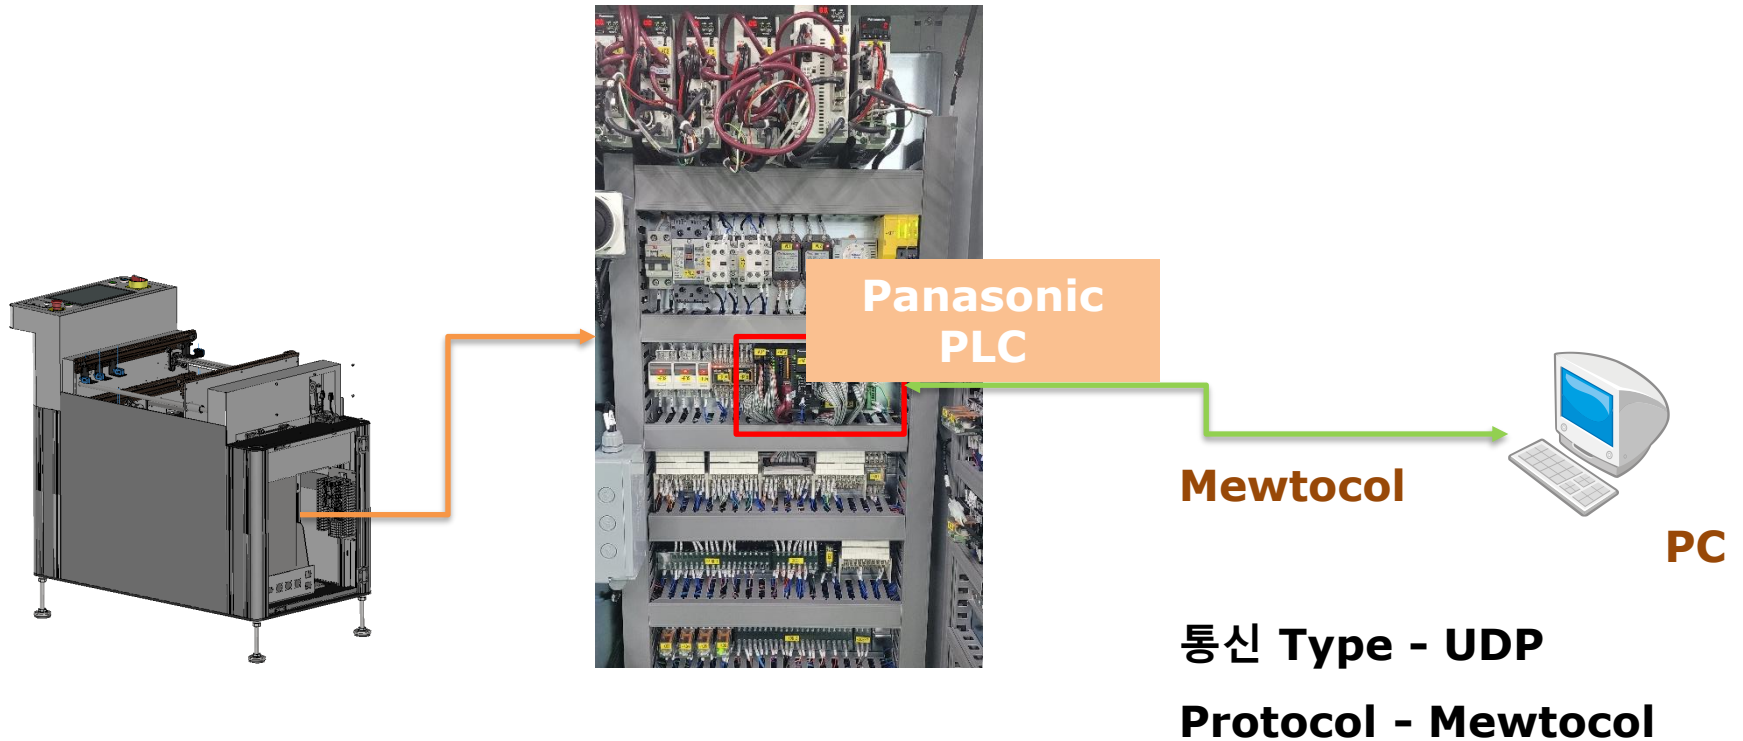 Panasonic
PLC
Mewtocol
PC
통신 Type - UDP
Protocol - Mewtocol